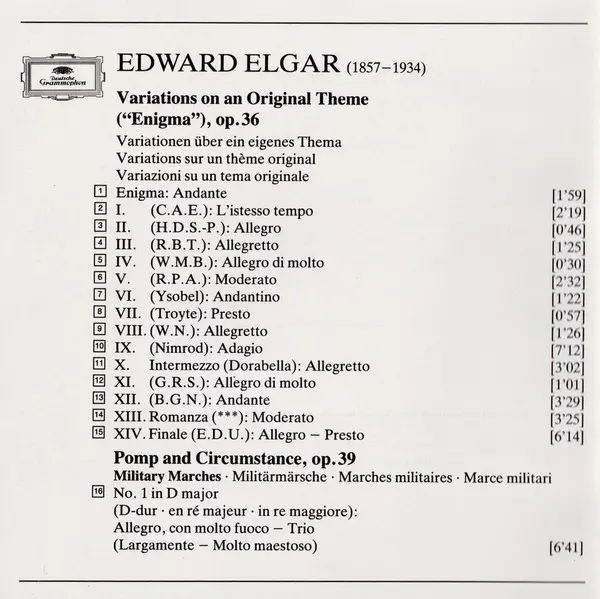 Deutsche
Grammophon
EDWARD ELGAR (1857–1934)
Variations on an Original Theme
(“Enigma”), op.36
Variationen über ein eigenes Thema
Variations sur un thème original
Variazioni su un tema originale
1 Enigma: Andante [1'59]
2 I. (C.A.E.): L'istesso tempo [2'19]
3 II. (H.D.S.-P.): Allegro [0'46]
4 III. (R.B.T.): Allegretto [1'25]
5 IV. (W.M.B.): Allegro di molto [0'30]
6 V. (R.P.A.): Moderato [2'32]
7 VI. (Ysobel): Andantino [1'22]
8 VII. (Troyte): Presto [0'57]
9 VIII. (W.N.): Allegretto [1'26]
10 IX. (Nimrod): Adagio [7'12]
11 X. Intermezzo (Dorabella): Allegretto [3'02]
12 XI. (G.R.S.): Allegro di molto [1'01]
13 XII. (B.G.N.): Andante [3'29]
14 XIII. Romanza (***): Moderato [3'25]
15 XIV. Finale (E.D.U.): Allegro – Presto [6'14]
Pomp and Circumstance, op.39
Military Marches · Militärmärsche · Marches militaires · Marce militari
16 No. 1 in D major
(D-dur · en ré majeur · in re maggiore):
Allegro, con molto fuoco – Trio
(Largamente – Molto maestoso) [6'41]